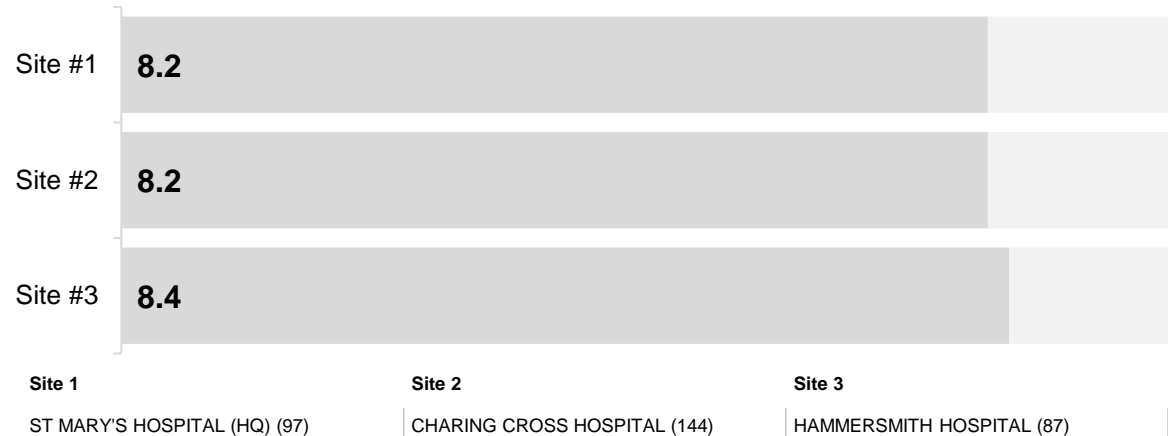 Site #1 8.2
Site #2 8.2
Site #3 8.4
Site 1 Site 2 Site 3
ST MARY'S HOSPITAL (HQ) (97) CHARING CROSS HOSPITAL (144) HAMMERSMITH HOSPITAL (87)